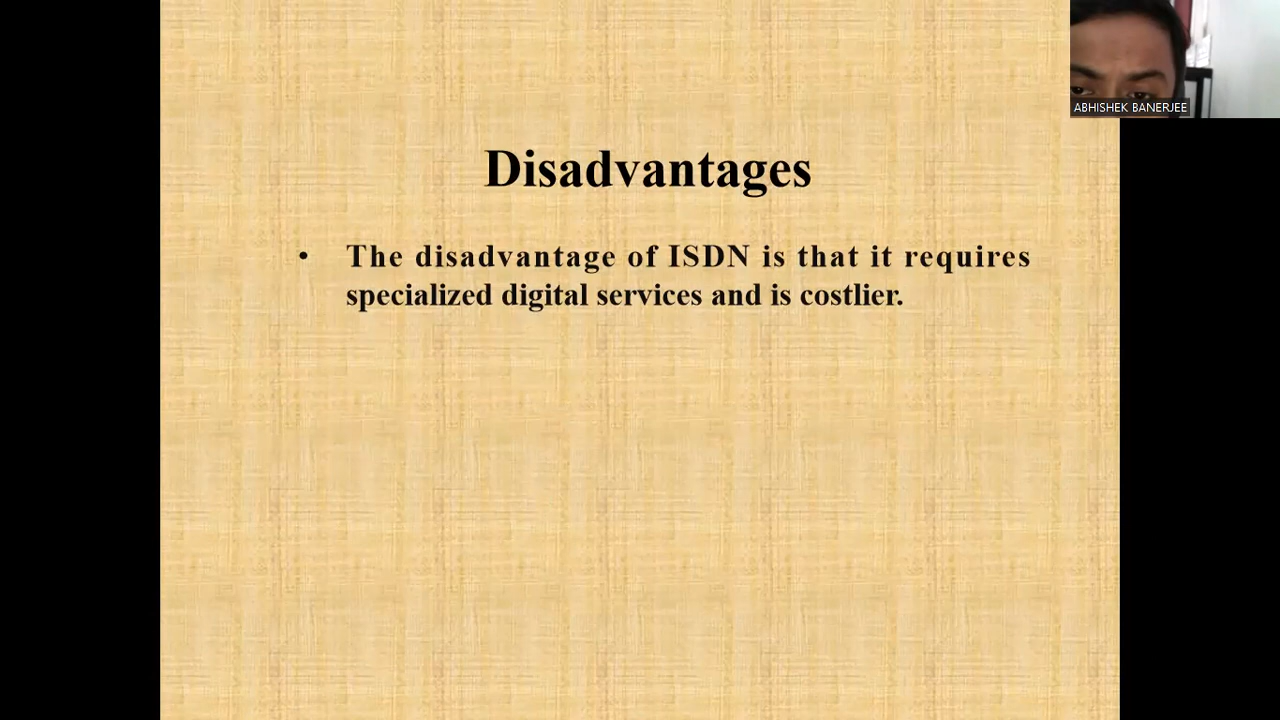 ABHISHEK BANERJEE
Disadvantages
• The disadvantage of ISDN is that it requires
specialized digital services and is costlier.